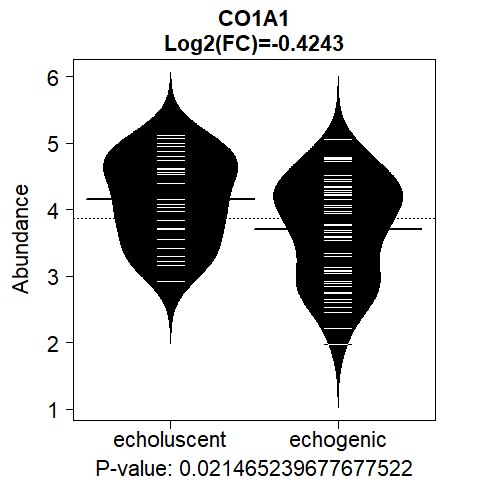 CO1A1
Log2(FC)=-0.4243
Abundance
6
5
4
3
2
1
echoluscent echogenic
P-value: 0.021465239677677522